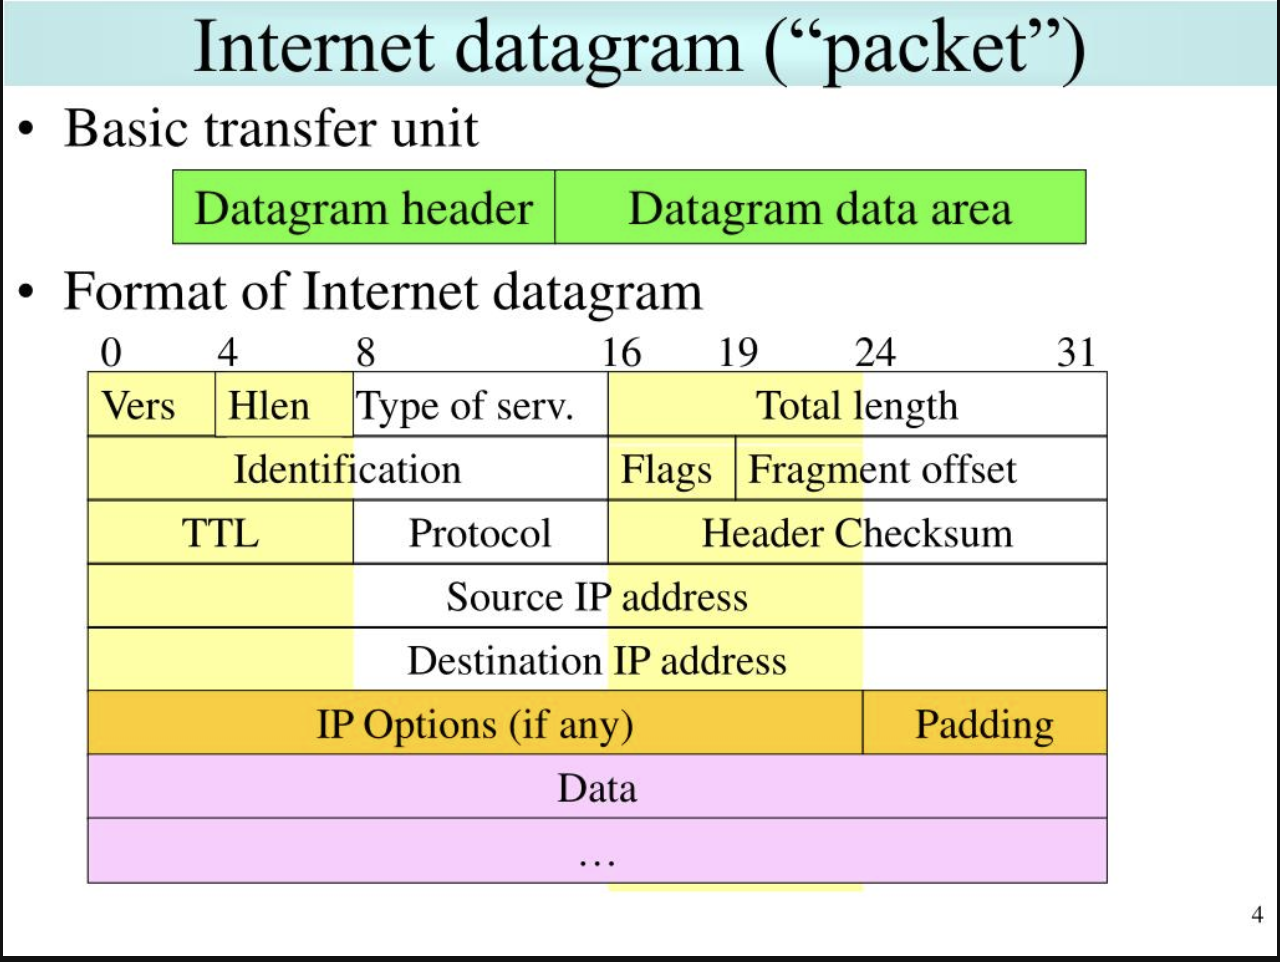 Internet datagram (“packet”)
• Basic transfer unit
Datagram header Datagram data area
• Format of Internet datagram
0 4 8 16 19 24 31
Vers Hlen Type of serv. Total length
Identification Flags Fragment offset
TTL Protocol Header Checksum
Source IP address
Destination IP address
IP Options (if any) Padding
Data
…
4